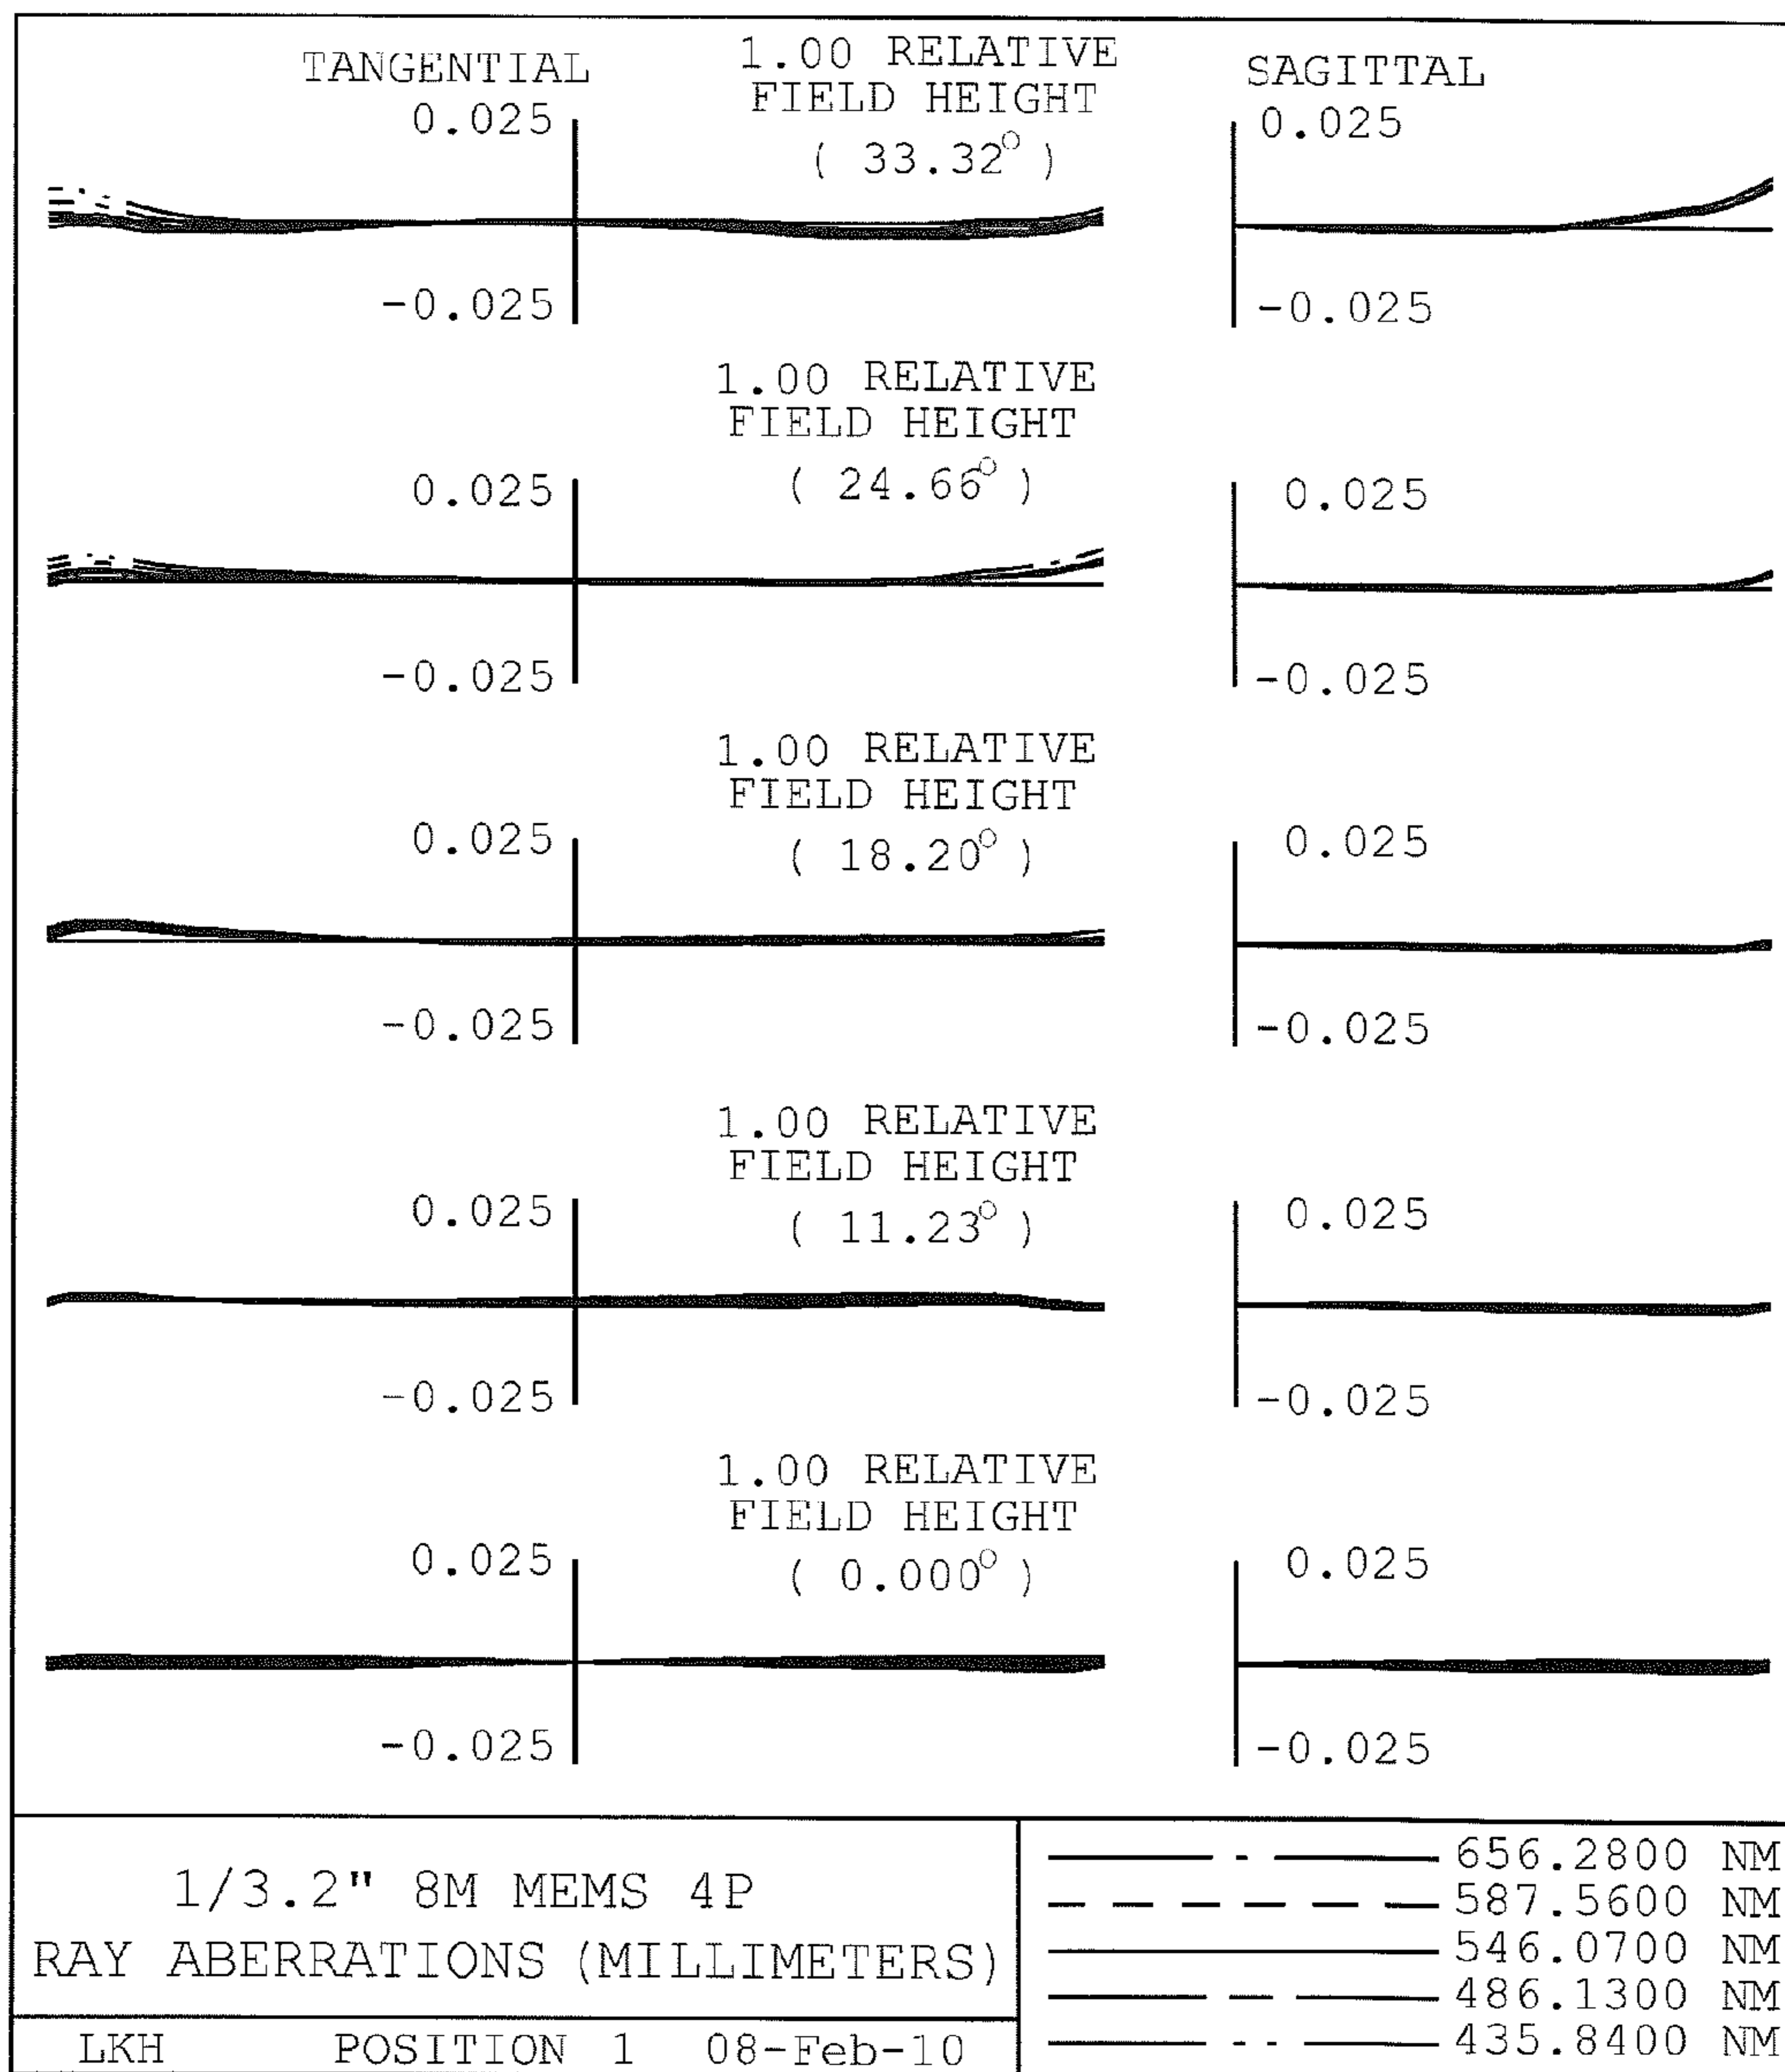 TANGENTIAL
1.00 RELATIVE
FIELD HEIGHT
( 33.32° )
SAGITTAL
0.025
0.025
-0.025
-0.025
1.00 RELATIVE
FIELD HEIGHT
( 24.66° )
0.025
0.025
-0.025
-0.025
1.00 RELATIVE
FIELD HEIGHT
( 18.20° )
0.025
0.025
-0.025
-0.025
1.00 RELATIVE
FIELD HEIGHT
( 11.23° )
0.025
0.025
-0.025
-0.025
1.00 RELATIVE
FIELD HEIGHT
( 0.000° )
0.025
0.025
-0.025
-0.025
1/3.2" 8M MEMS 4P
RAY ABERRATIONS (MILLIMETERS)
LKH POSITION 1 08-Feb-10
656.2800 NM
587.5600 NM
546.0700 NM
486.1300 NM
435.8400 NM